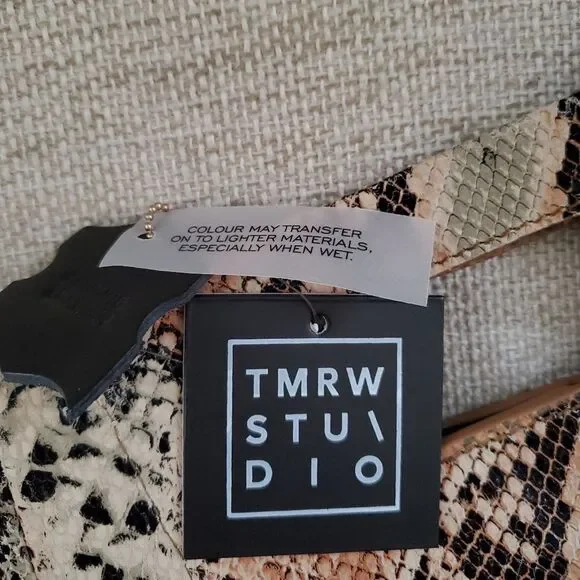 COLOUR MAY TRANSFER
ON TO LIGHTER MATERIALS,
ESPECIALLY WHEN WET.
TMRW
STU\
DIO